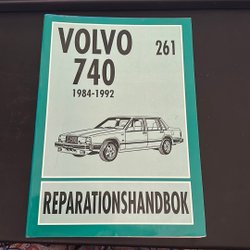 VOLVO 261
740
1984-1992
REPARATIONSHANDBOK